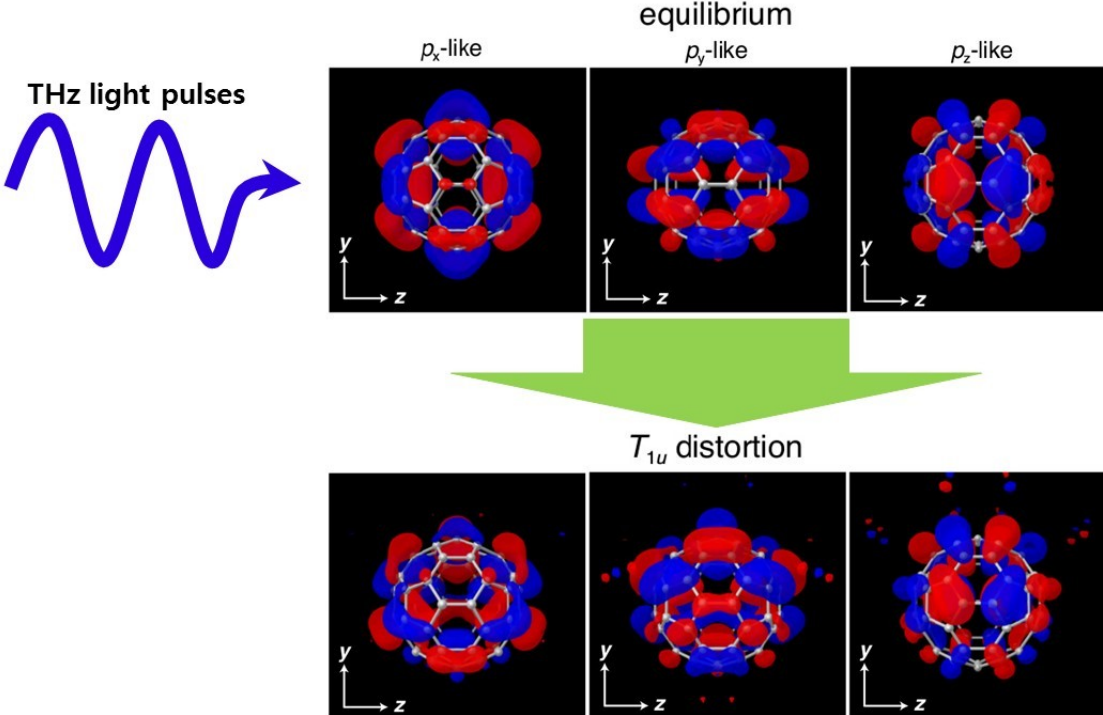 equilibrium
px-like
py-like
pz-like
THz light pulses
y
z
y
z
y
z
T1u distortion
y
z
y
z
y
z